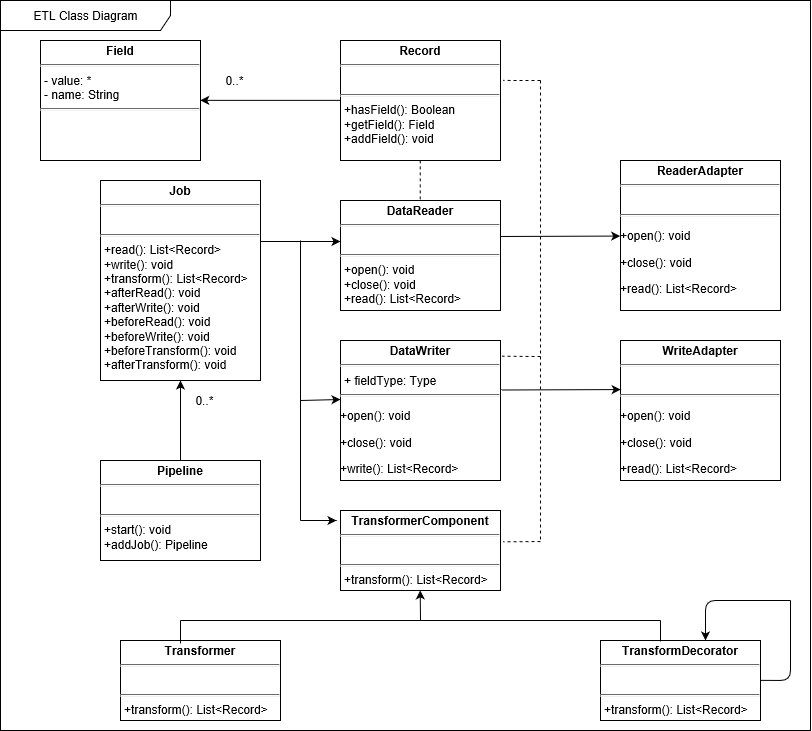 ETL Class Diagram
Field
- value: *
- name: String
0..*
Record
+hasField(): Boolean
+getField(): Field
+addField(): void
Job
+read(): List<Record>
+write(): void
+transform(): List<Record>
+afterRead(): void
+afterWrite(): void
+beforeRead(): void
+beforeWrite(): void
+beforeTransform(): void
+afterTransform(): void
DataReader
+open(): void
+close(): void
+read(): List<Record>
ReaderAdapter
+open(): void
+close(): void
+read(): List<Record>
DataWriter
+ fieldType: Type
+open(): void
+close(): void
+write(): List<Record>
WriteAdapter
+open(): void
+close(): void
+read(): List<Record>
0..*
Pipeline
+start(): void
+addJob(): Pipeline
TransformerComponent
+transform(): List<Record>
Transformer
+transform(): List<Record>
TransformDecorator
+transform(): List<Record>